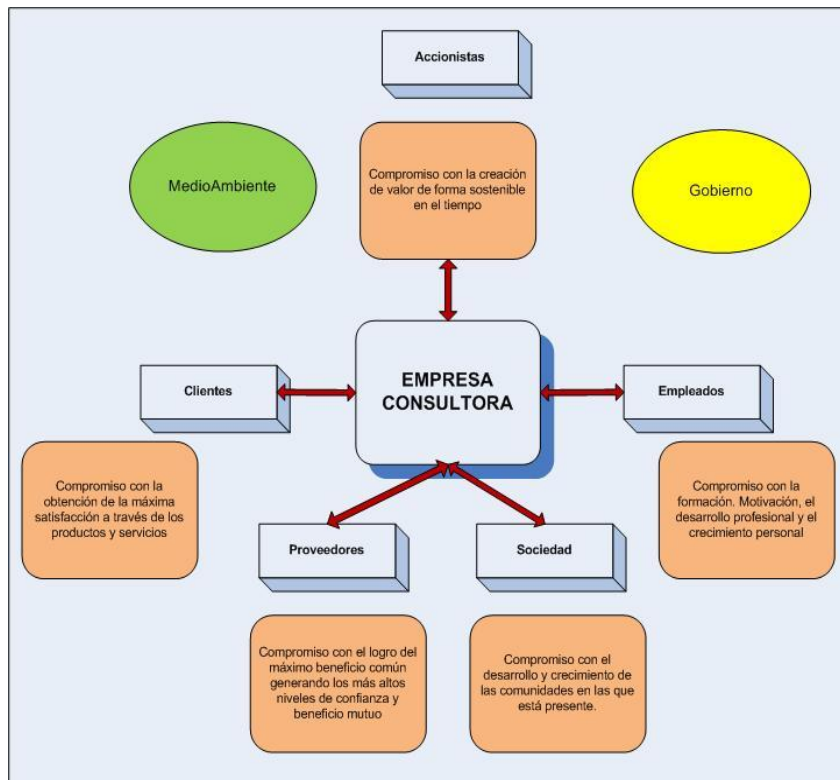 Accionistas
MedioAmbiente
Compromiso con la creación
de valor de forma sostenible
en el tiempo
Gobierno
Clientes
EMPRESA
CONSULTORA
Empleados
Compromiso con la
obtención de la máxima
satisfacción a través de los
productos y servicios
Compromiso con la
formación. Motivación, el
desarrollo profesional y el
crecimiento personal
Proveedores
Sociedad
Compromiso con el logro del
máximo beneficio común
generando los más altos
niveles de confianza y
beneficio mutuo
Compromiso con el
desarrollo y crecimiento de
las comunidades en las que
está presente.